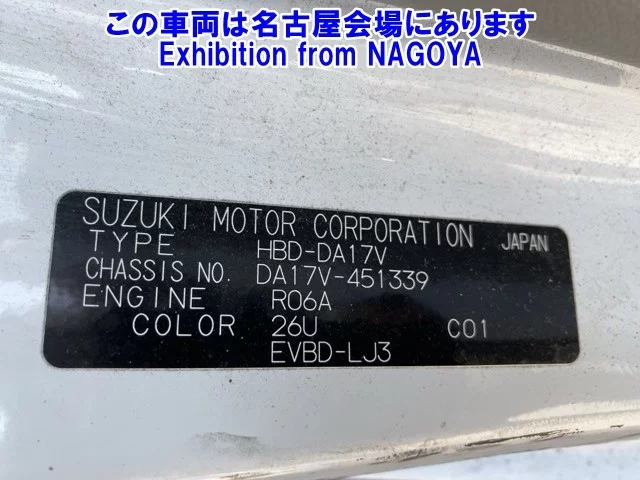 この車両は名古屋会場にあります
Exhibition from NAGOYA
SUZUKI MOTOR CORPORATION JAPAN
TYPE HBD-DA17V
CHASSIS NO. DA17V-451339
ENGINE R06A
COLOR 26U C01
EVBD-LJ3